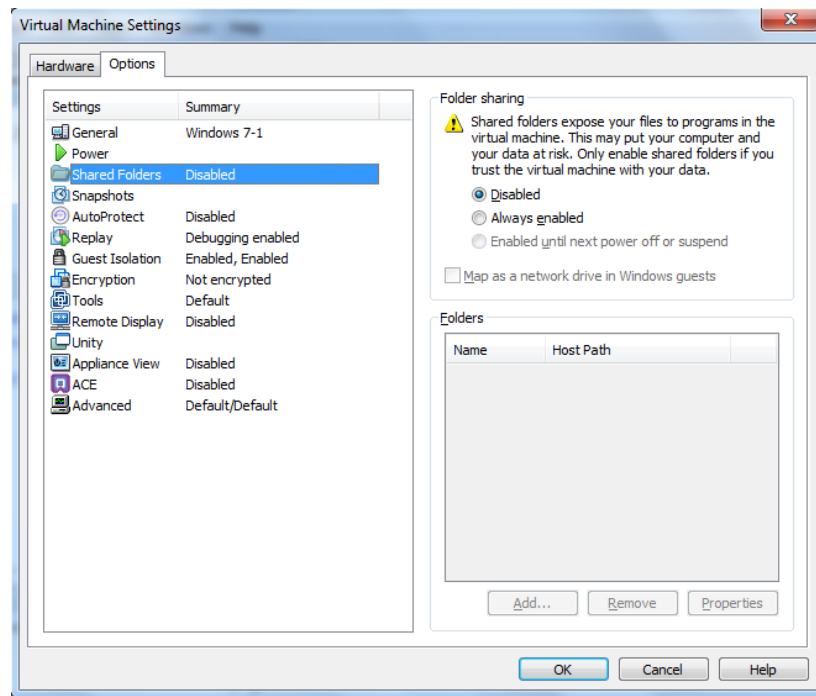 Virtual Machine Settings
Hardware
Options
Settings Summary
General Windows 7-1
Power
Shared Folders Disabled
Snapshots
AutoProtect Disabled
Replay Debugging enabled
Guest Isolation Enabled, Enabled
Encryption Not encrypted
Tools Default
Remote Display Disabled
Unity
Appliance View Disabled
ACE Disabled
Advanced Default/Default
Folder sharing
Shared folders expose your files to programs in the
virtual machine. This may put your computer and
your data at risk. Only enable shared folders if you
trust the virtual machine with your data.
Disabled
Always enabled
Enabled until next power off or suspend
Map as a network drive in Windows guests
Folders
Name Host Path
Add... Remove Properties
OK Cancel Help